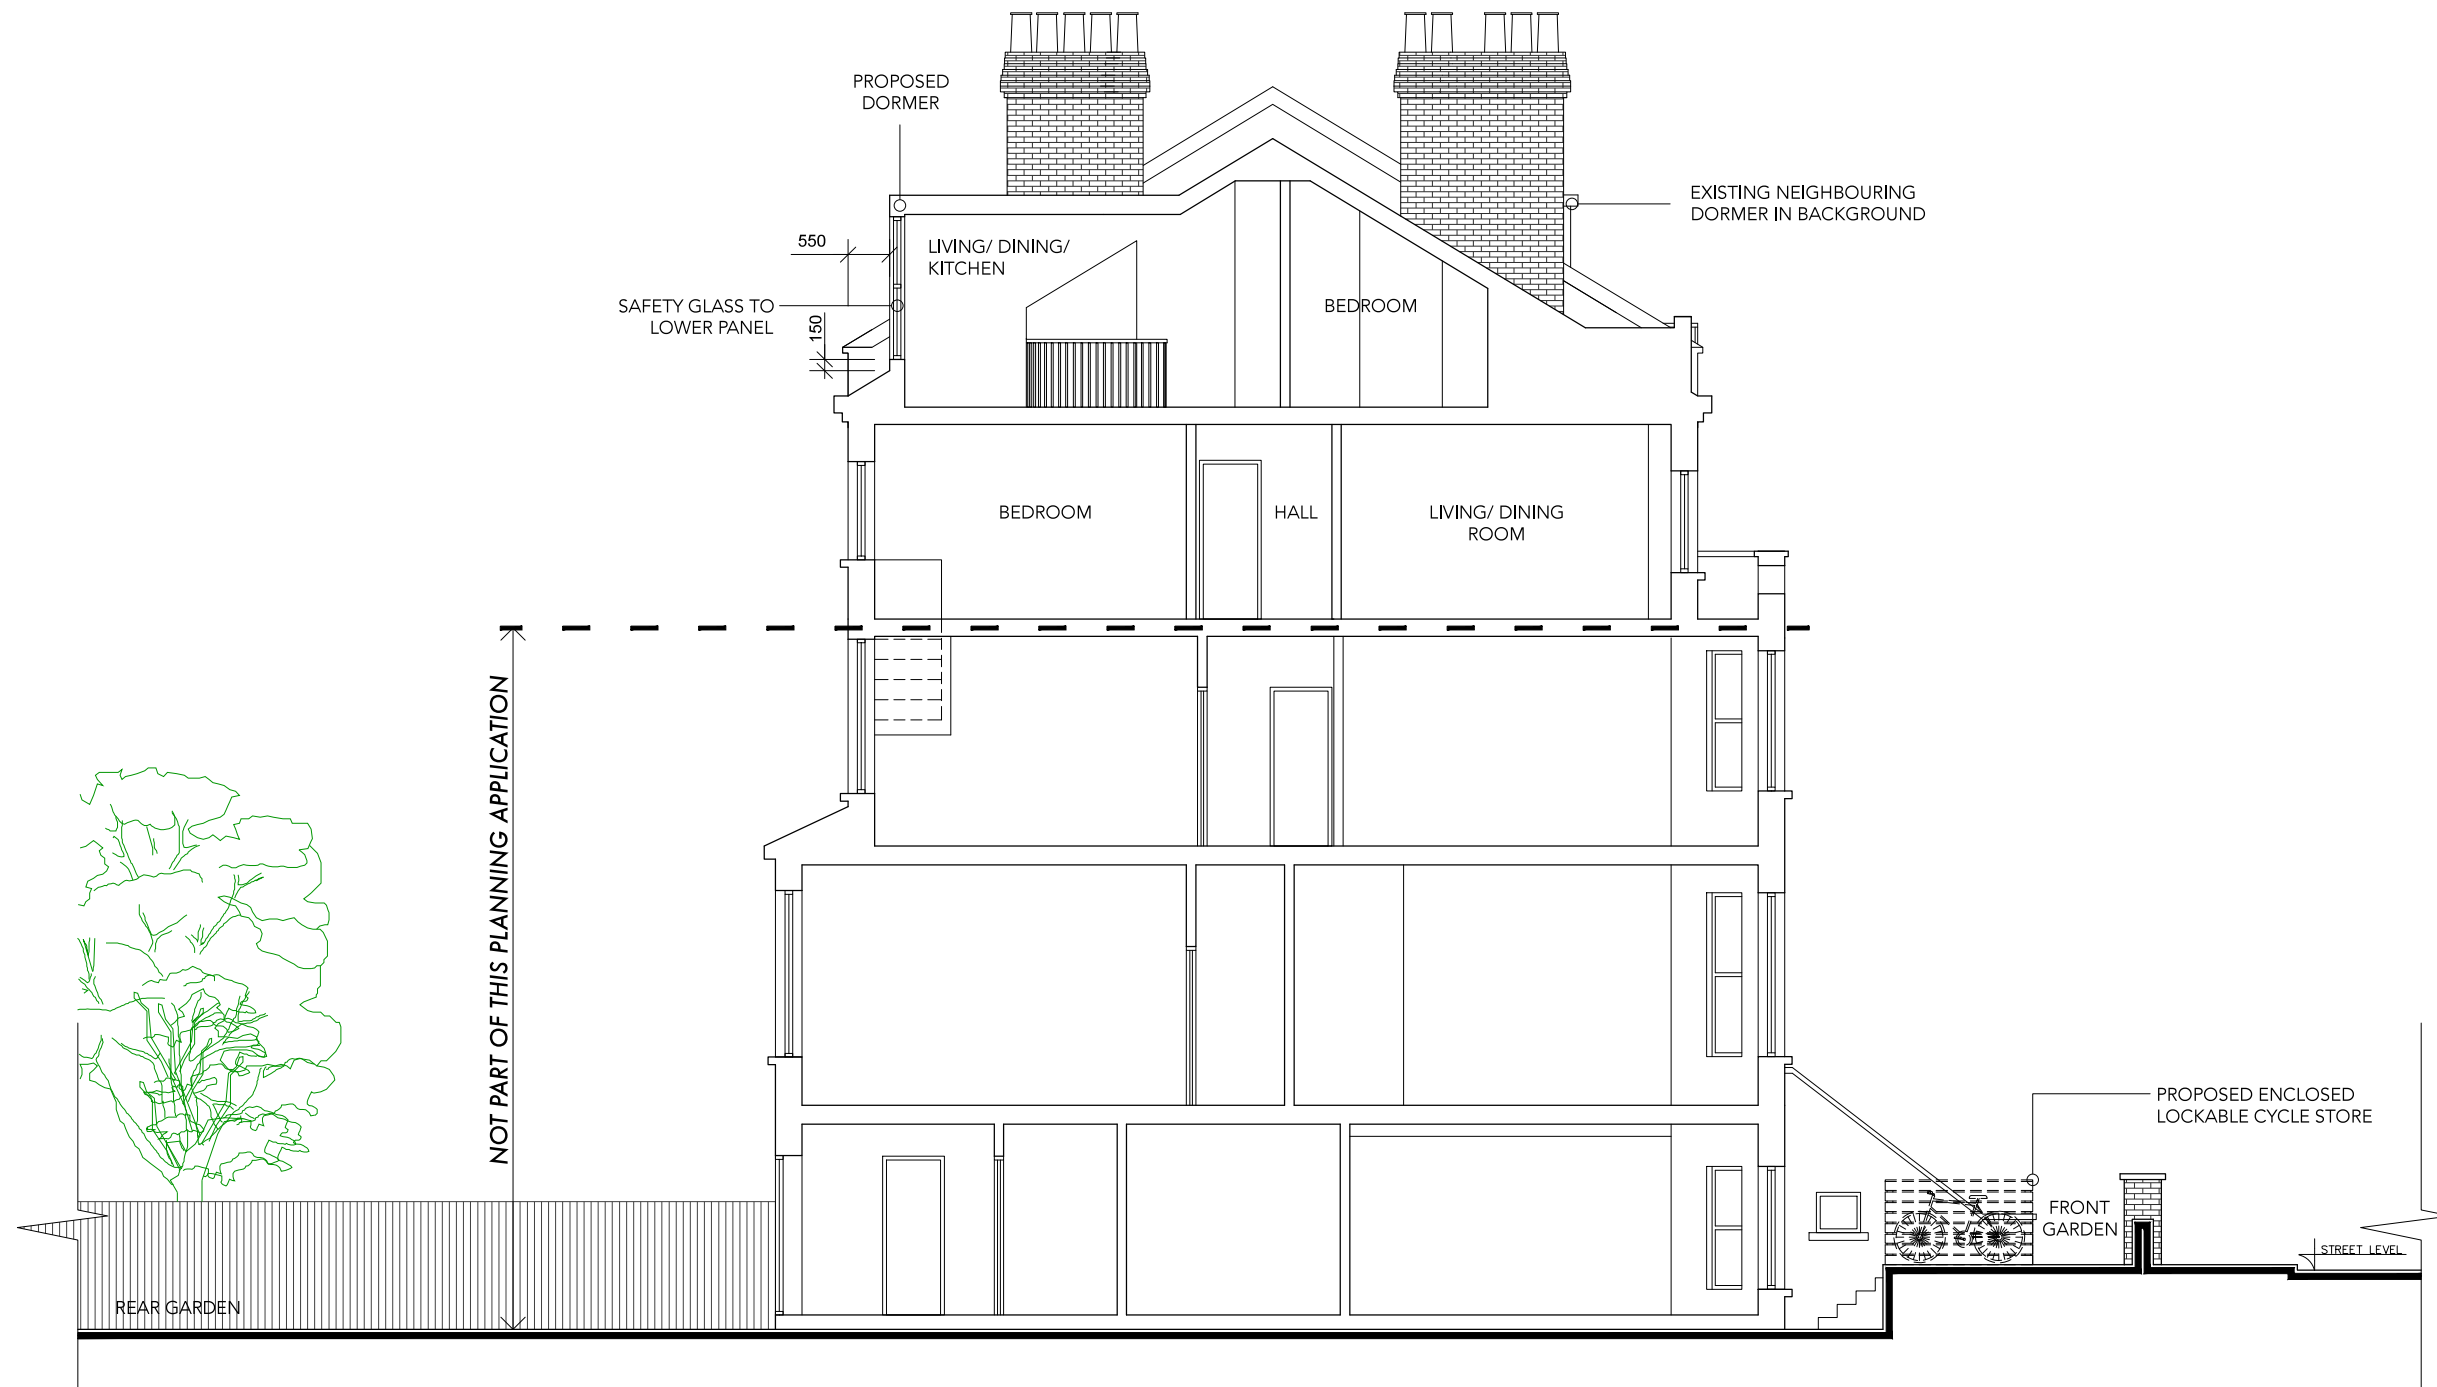 PROPOSED
DORMER
EXISTING NEIGHBOURING
DORMER IN BACKGROUND
550
LIVING/ DINING/
KITCHEN
SAFETY GLASS TO
LOWER PANEL
150
BEDROOM
BEDROOM
HALL
LIVING/ DINING
ROOM
NOT PART OF THIS PLANNING APPLICATION
PROPOSED ENCLOSED
LOCKABLE CYCLE STORE
FRONT
GARDEN
STREET LEVEL
REAR GARDEN